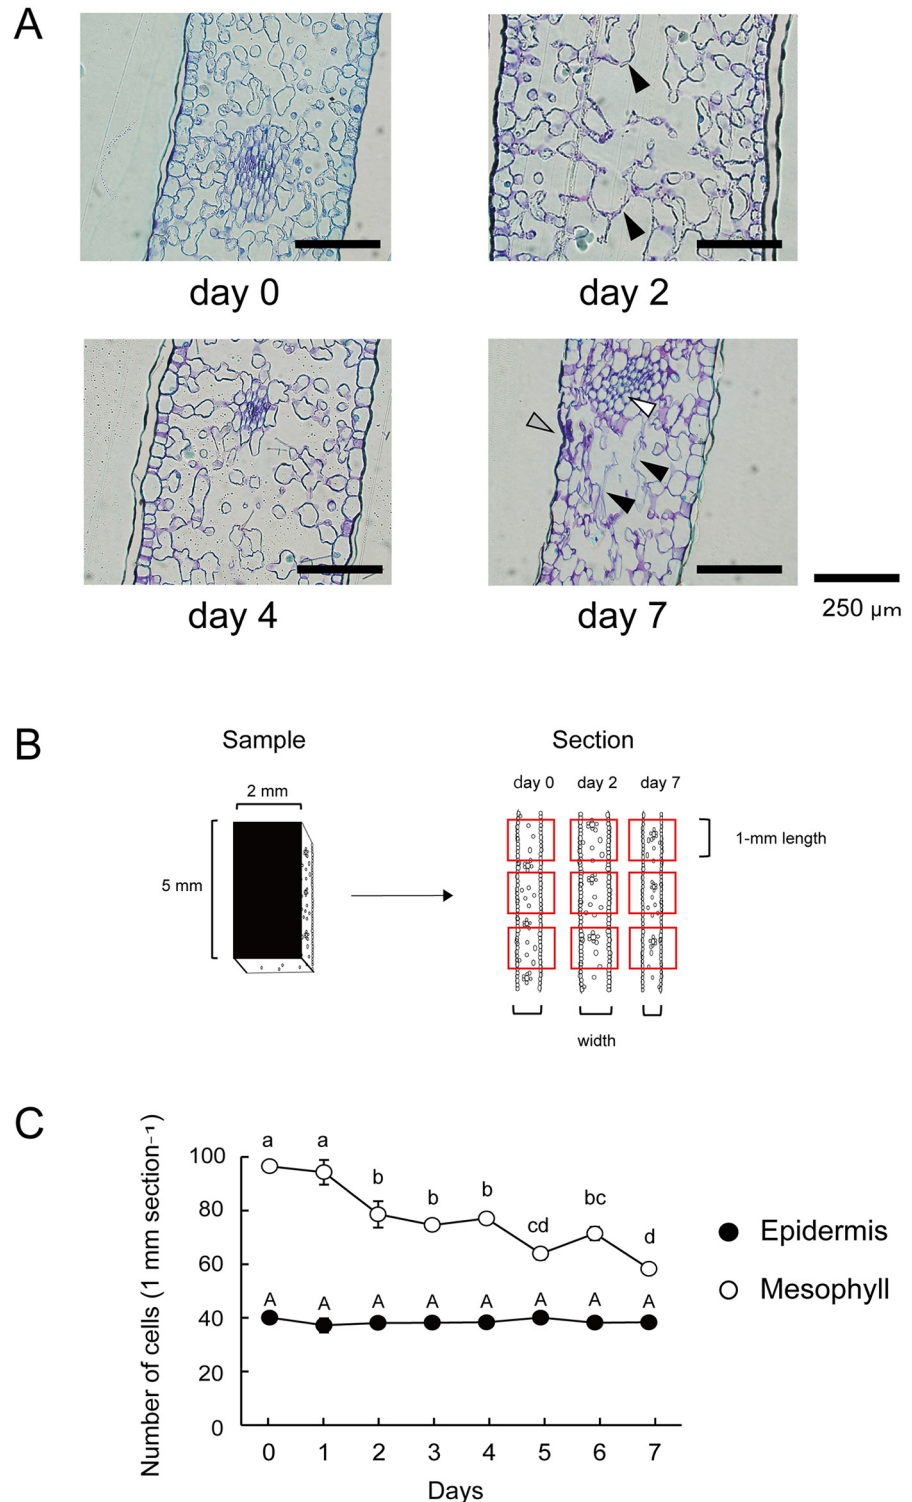 A
day 0
day 2
day 4
day 7
250 μm
B
Sample
Section
2 mm
day 0 day 2 day 7
5 mm
1-mm length
width
C
Number of cells (1 mm section⁻¹)
100
80
60
40
20
0
a a b b b cd bc d
A A A A A A A A
Epidermis
Mesophyll
0 1 2 3 4 5 6 7
Days